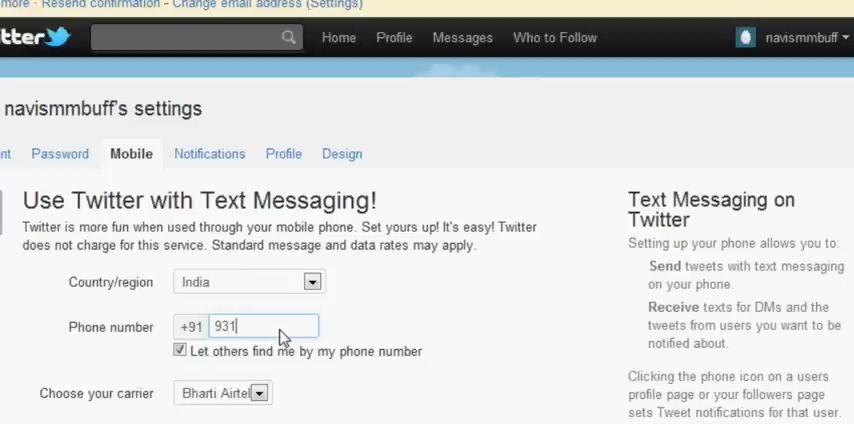 more · Resend confirmation · Change email address (Settings)
tter Home Profile Messages Who to Follow navismmbuff
navismmbuff's settings
nt Password Mobile Notifications Profile Design
Use Twitter with Text Messaging!
Twitter is more fun when used through your mobile phone. Set yours up! It's easy! Twitter
does not charge for this service. Standard message and data rates may apply.
Country/region India
Phone number +91 931
Let others find me by my phone number
Choose your carrier Bharti Airtel
Text Messaging on
Twitter
Setting up your phone allows you to:
Send tweets with text messaging
on your phone.
Receive texts for DMs and the
tweets from users you want to be
notified about.
Clicking the phone icon on a users
profile page or your followers page
sets Tweet notifications for that user.